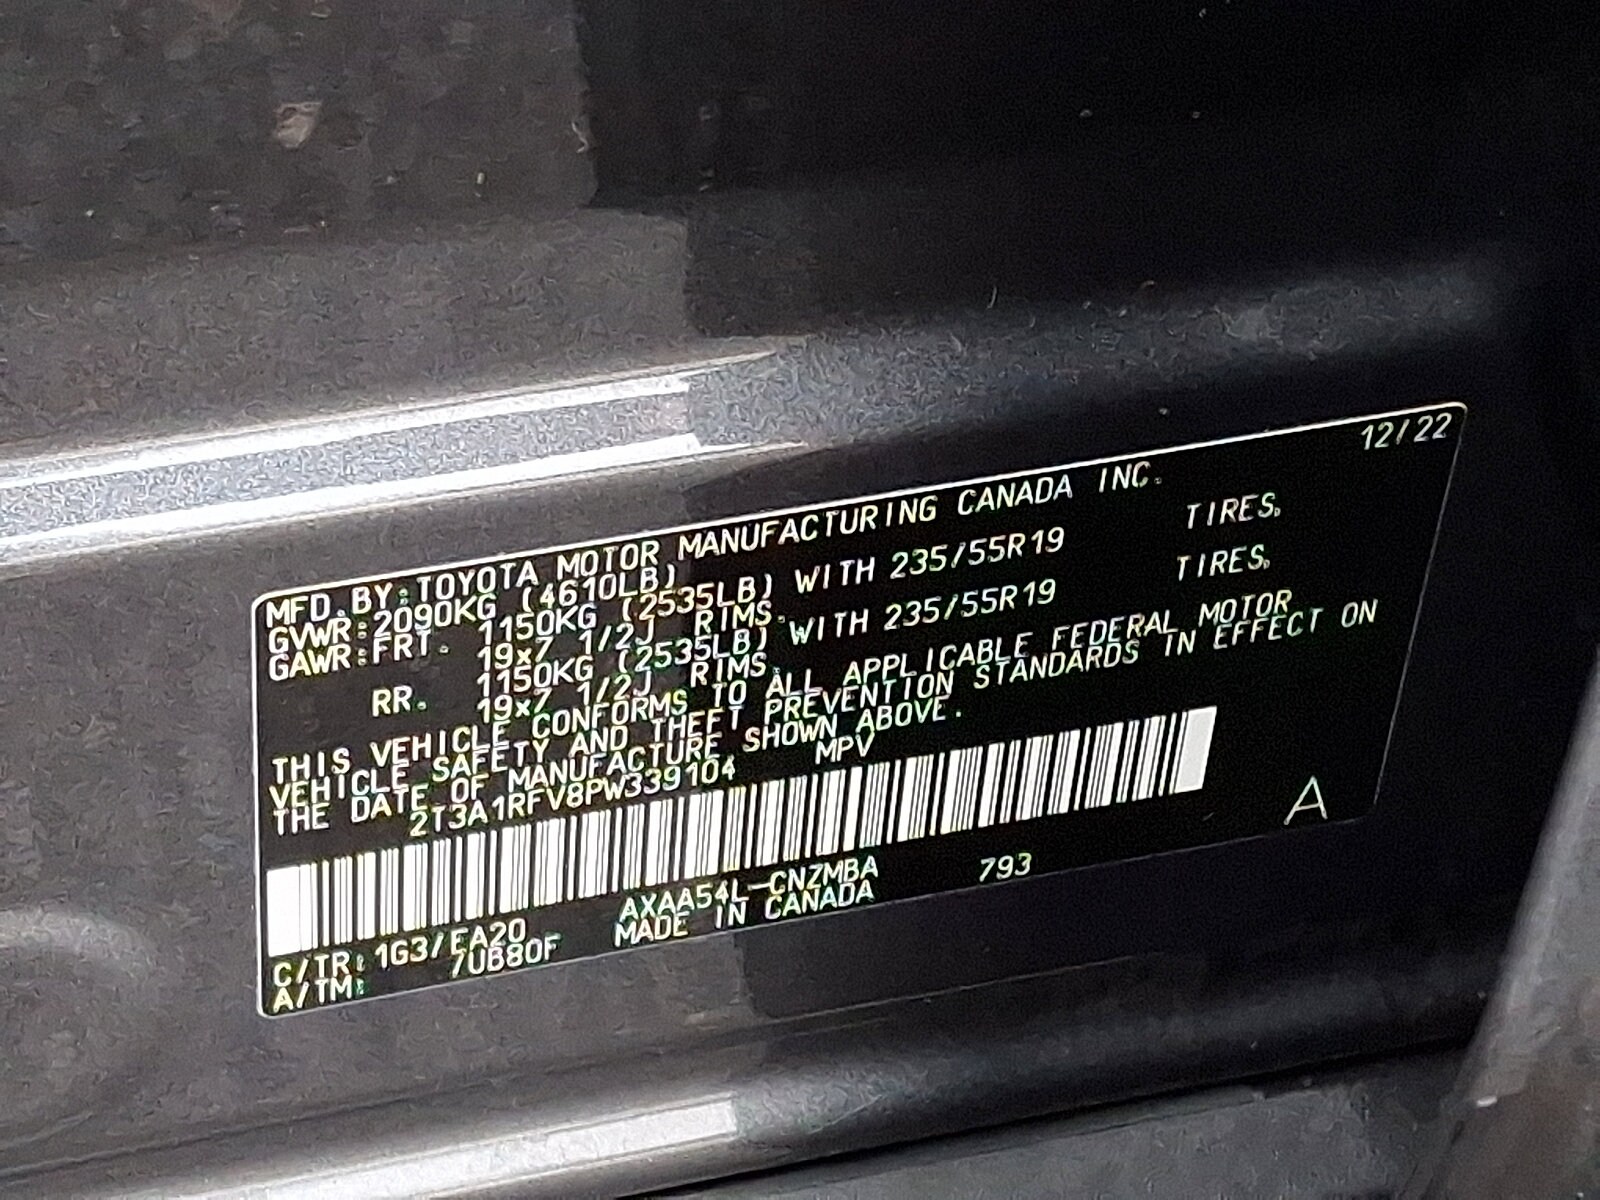 12/22
MFD.BY:TOYOTA MOTOR MANUFACTURING CANADA INC.
GVWR:2090KG (4610LB)
GAWR:FRT. 1150KG (2535LB) WITH 235/55R19 TIRES,
19x7 1/2J RIMS.
RR. 1150KG (2535LB) WITH 235/55R19 TIRES,
19x7 1/2J RIMS.
THIS VEHICLE CONFORMS TO ALL APPLICABLE FEDERAL MOTOR
VEHICLE SAFETY AND THEFT PREVENTION STANDARDS IN EFFECT ON
THE DATE OF MANUFACTURE SHOWN ABOVE.
2T3A1RFV8PW339104 MPV
A
C/TR: 1G3/EA20 AXAA54L-CNZMBA 793
A/TM: 7UB80F MADE IN CANADA